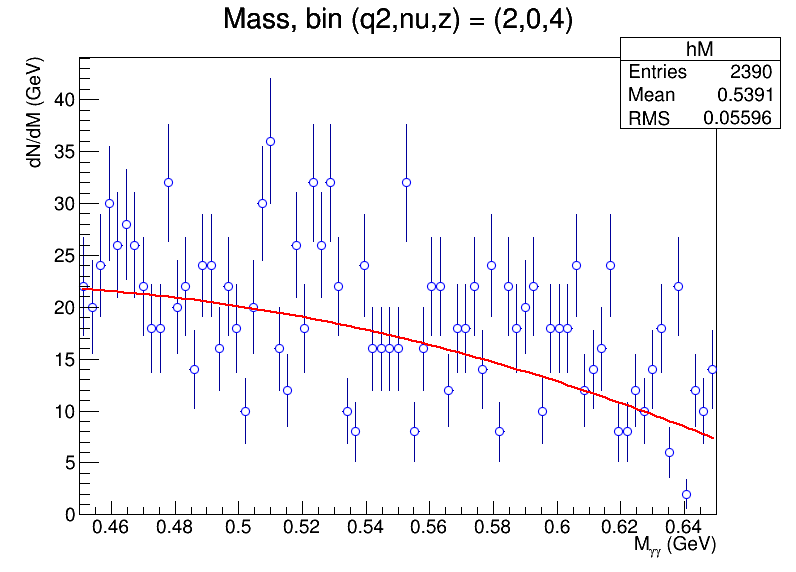 Mass, bin (q2,nu,z) = (2,0,4)
hM
Entries 2390
Mean 0.5391
RMS 0.05596
dN/dM (GeV)
40
35
30
25
20
15
10
5
0
0.46 0.48 0.5 0.52 0.54 0.56 0.58 0.6 0.62 0.64
Mγγ (GeV)